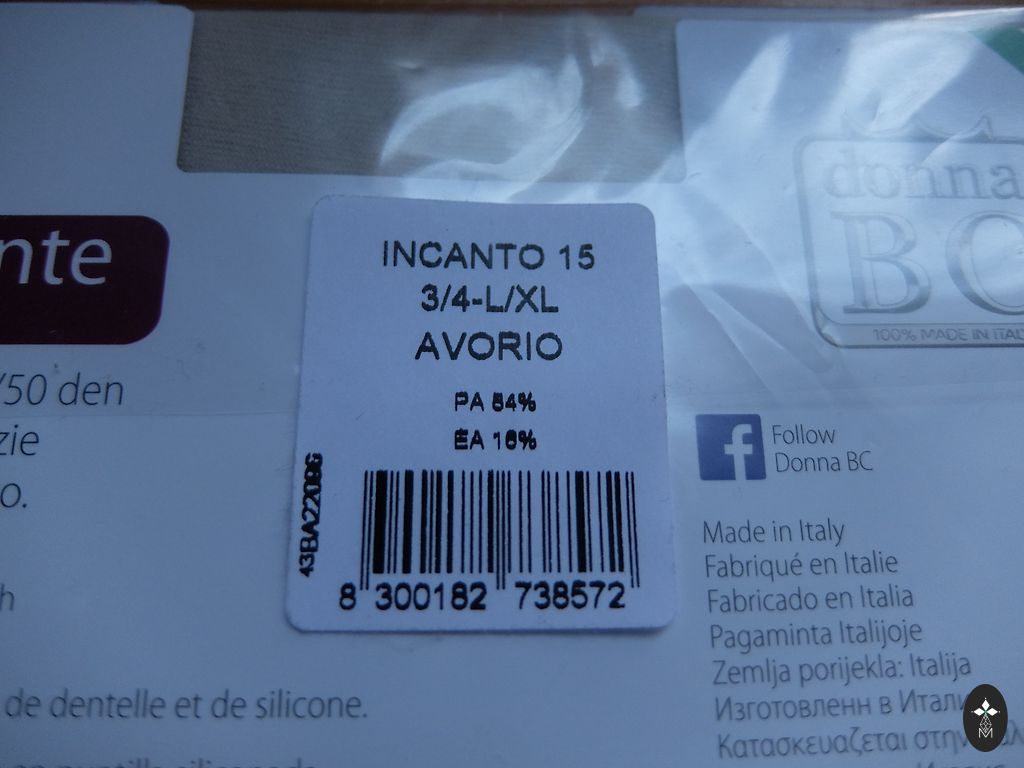 nte
/50 den
zie
o.
h
de dentelle et de silicone.
INCANTO 15
3/4-L/XL
AVORIO
PA 84%
EA 16%
43BA2209G
8 300182 738572
donna
BC
100% MADE IN ITAL
f
Follow
Donna BC
Made in Italy
Fabriqué en Italie
Fabricado en Italia
Pagaminta Italijoje
Zemlja porijekla: Italija
Изготовленн в Итали
Κατασκευαζεται στην
M